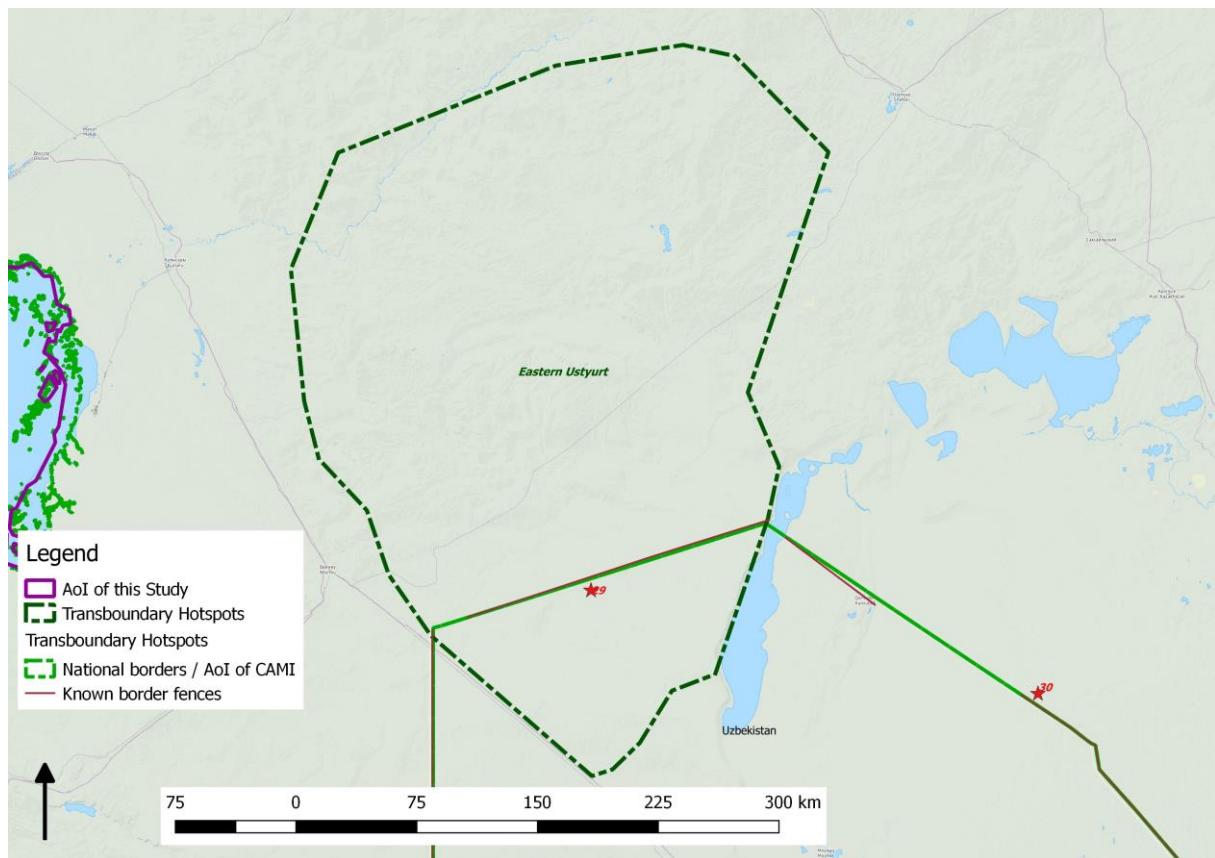 Eastern Ustyurt
29
30
Uzbekistan
Legend
AoI of this Study
Transboundary Hotspots
Transboundary Hotspots
National borders / AoI of CAMI
Known border fences
75 0 75 150 225 300 km